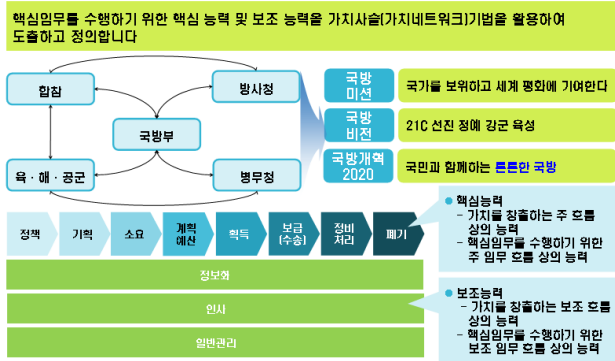 핵심임무를 수행하기 위한 핵심 능력 및 보조 능력을 가치사슬(가치네트워크)기법을 활용하여
도출하고 정의합니다
합참
방사청
국방부
육·해·공군
병무청
국방
미션
국가를 보위하고 세계 평화에 기여한다
국방
비전
21C 선진 정예 강군 육성
국방개혁
2020
국민과 함께하는 튼튼한 국방
정책
기획
소요
계획
예산
획득
보급
(수송)
정비
처리
폐기
정보화
인사
일반관리
● 핵심능력
- 가치를 창출하는 주 흐름
상의 능력
- 핵심임무를 수행하기 위한
주 임무 흐름 상의 능력
● 보조능력
- 가치를 창출하는 보조 흐름
상의 능력
- 핵심임무를 수행하기 위한
보조 임무 흐름 상의 능력